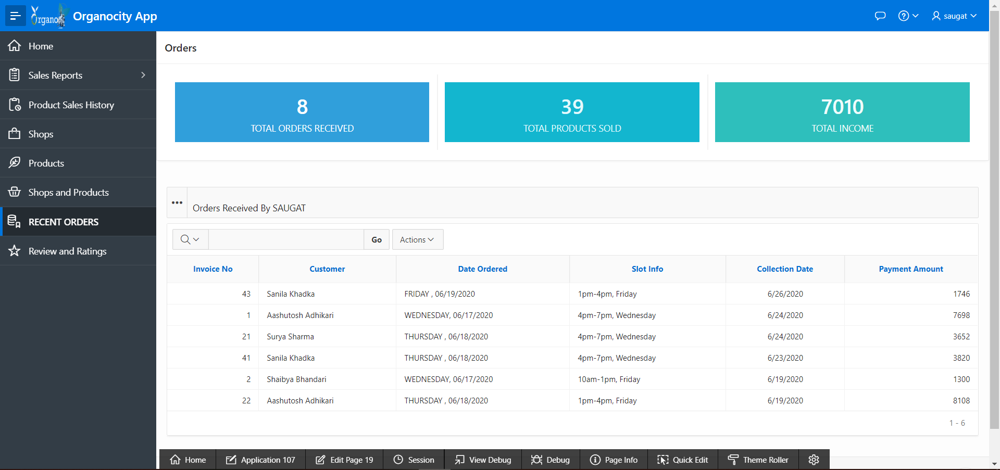 Organo
Organocity App
saugat
Home
Sales Reports
Product Sales History
Shops
Products
Shops and Products
RECENT ORDERS
Review and Ratings
Orders
8
TOTAL ORDERS RECEIVED
39
TOTAL PRODUCTS SOLD
7010
TOTAL INCOME
Orders Received By SAUGAT
Go Actions
Invoice No Customer Date Ordered Slot Info Collection Date Payment Amount
43 Sanila Khadka FRIDAY , 06/19/2020 1pm-4pm, Friday 6/26/2020 1746
1 Aashutosh Adhikari WEDNESDAY, 06/17/2020 4pm-7pm, Wednesday 6/24/2020 7698
21 Surya Sharma THURSDAY , 06/18/2020 4pm-7pm, Wednesday 6/24/2020 3652
41 Sanila Khadka THURSDAY , 06/18/2020 4pm-7pm, Wednesday 6/23/2020 3820
2 Shaibya Bhandari WEDNESDAY, 06/17/2020 10am-1pm, Friday 6/19/2020 1300
22 Aashutosh Adhikari THURSDAY , 06/18/2020 1pm-4pm, Friday 6/19/2020 8108
1 - 6
Home Application 107 Edit Page 19 Session View Debug Debug Page Info Quick Edit Theme Roller